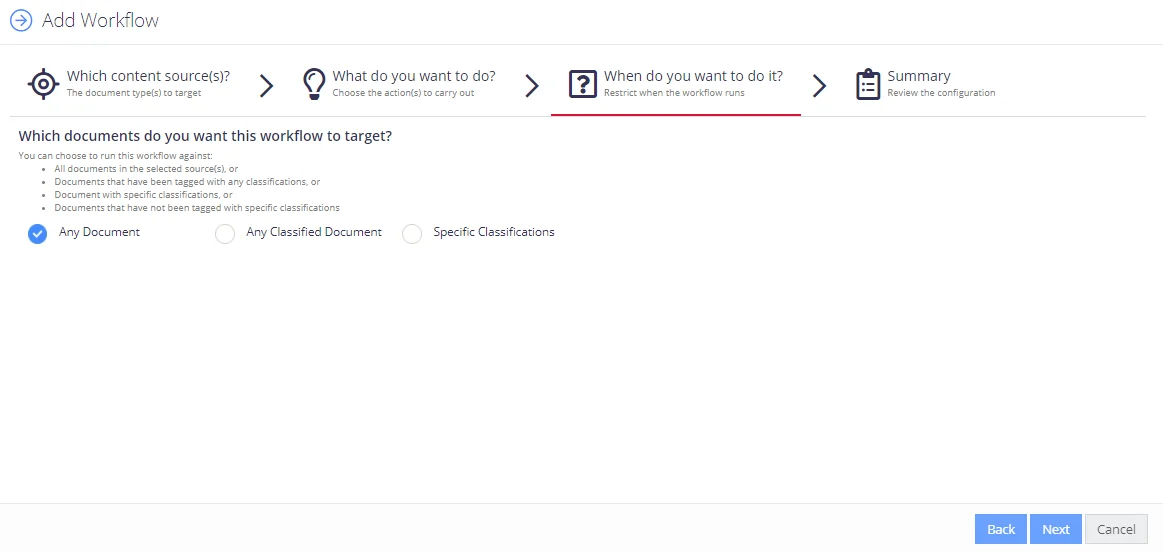 Add Workflow
Which content source(s)?
The document type(s) to target
What do you want to do?
Choose the action(s) to carry out
When do you want to do it?
Restrict when the workflow runs
Summary
Review the configuration
Which documents do you want this workflow to target?
You can choose to run this workflow against:
All documents in the selected source(s), or
Documents that have been tagged with any classifications, or
Document with specific classifications, or
Documents that have not been tagged with specific classifications
Any Document
Any Classified Document
Specific Classifications
Back
Next
Cancel